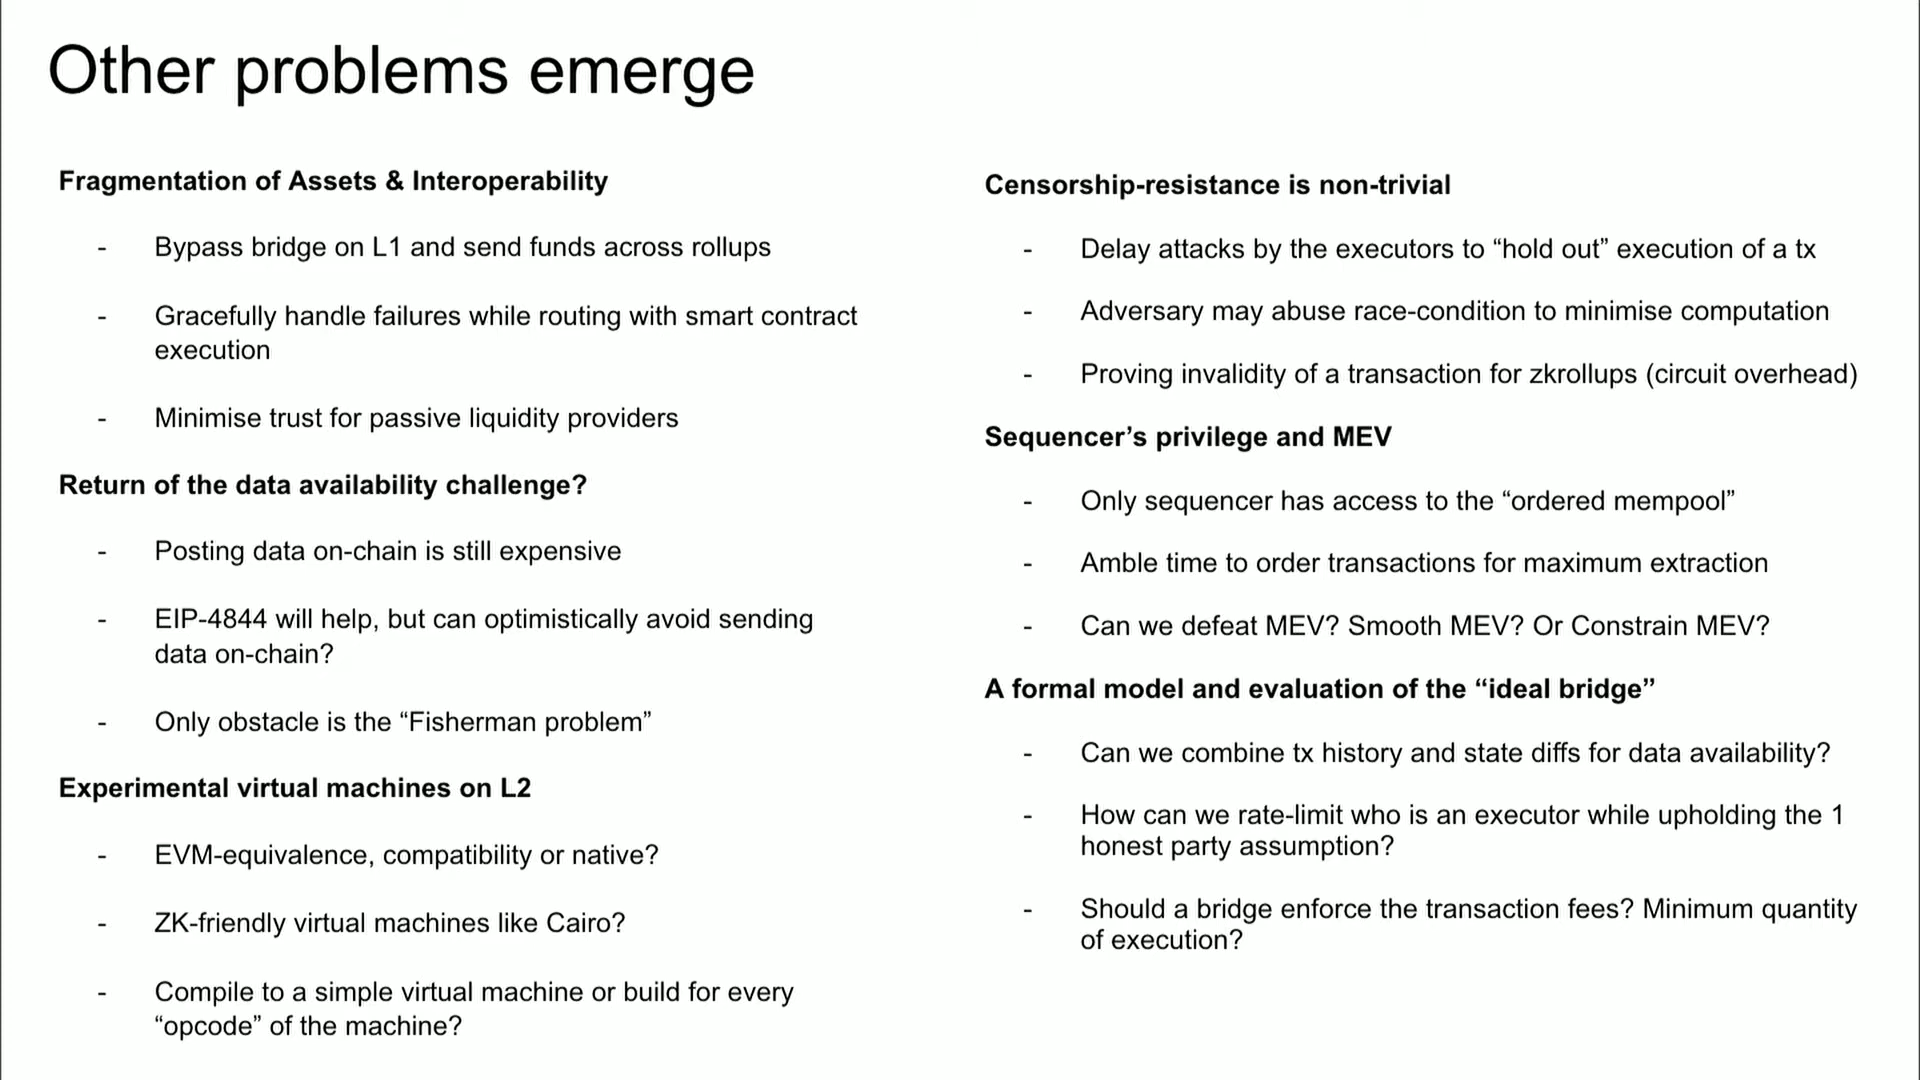 Other problems emerge
Fragmentation of Assets & Interoperability
- Bypass bridge on L1 and send funds across rollups
- Gracefully handle failures while routing with smart contract
execution
- Minimise trust for passive liquidity providers
Return of the data availability challenge?
- Posting data on-chain is still expensive
- EIP-4844 will help, but can optimistically avoid sending
data on-chain?
- Only obstacle is the “Fisherman problem”
Experimental virtual machines on L2
- EVM-equivalence, compatibility or native?
- ZK-friendly virtual machines like Cairo?
- Compile to a simple virtual machine or build for every
“opcode” of the machine?
Censorship-resistance is non-trivial
- Delay attacks by the executors to “hold out” execution of a tx
- Adversary may abuse race-condition to minimise computation
- Proving invalidity of a transaction for zkrollups (circuit overhead)
Sequencer’s privilege and MEV
- Only sequencer has access to the “ordered mempool”
- Amble time to order transactions for maximum extraction
- Can we defeat MEV? Smooth MEV? Or Constrain MEV?
A formal model and evaluation of the “ideal bridge”
- Can we combine tx history and state diffs for data availability?
- How can we rate-limit who is an executor while upholding the 1
honest party assumption?
- Should a bridge enforce the transaction fees? Minimum quantity
of execution?